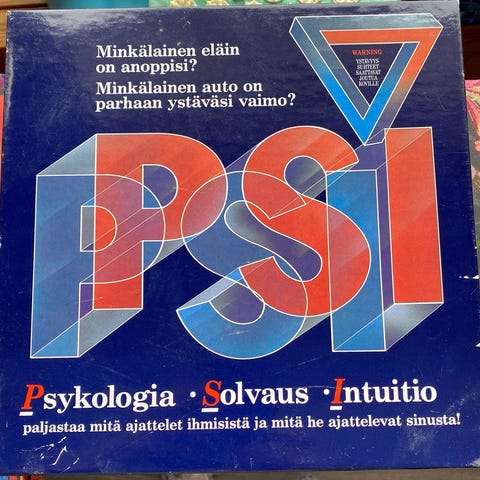 Minkälainen eläin
on anoppisi?
Minkälainen auto on
parhaan ystäväsi vaimo?
WARNING
YSTÄVYYS-
SUHTEET
SAATTAVAT
JOUTUA
KOVILLE
PSI
Psykologia · Solvaus · Intuitio
paljastaa mitä ajattelet ihmisistä ja mitä he ajattelevat sinusta!